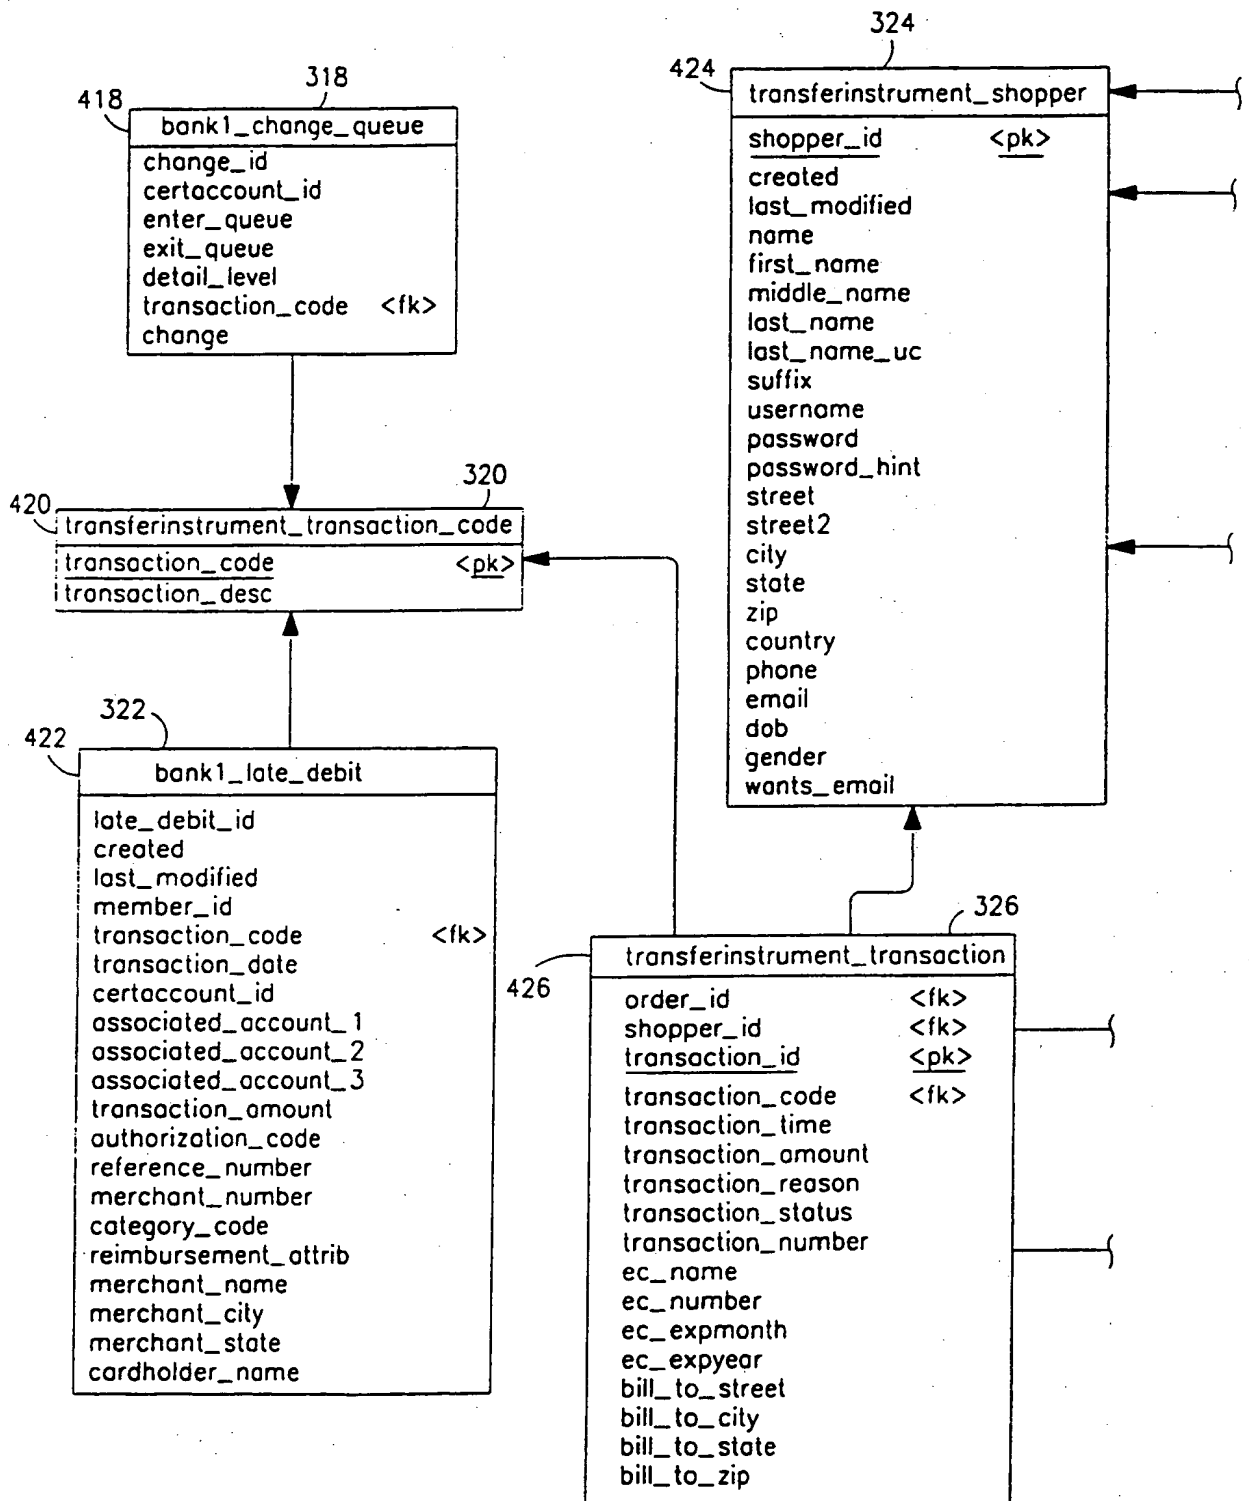 318
418
bank1_change_queue
change_id
certaccount_id
enter_queue
exit_queue
detail_level
transaction_code <fk>
change
320
420
transferinstrument_transaction_code
transaction_code <pk>
transaction_desc
322
422
bank1_late_debit
late_debit_id
created
last_modified
member_id
transaction_code <fk>
transaction_date
certaccount_id
associated_account_1
associated_account_2
associated_account_3
transaction_amount
authorization_code
reference_number
merchant_number
category_code
reimbursement_attrib
merchant_name
merchant_city
merchant_state
cardholder_name
324
424
transferinstrument_shopper
shopper_id <pk>
created
last_modified
name
first_name
middle_name
last_name
last_name_uc
suffix
username
password
password_hint
street
street2
city
state
zip
country
phone
email
dob
gender
wants_email
326
426
transferinstrument_transaction
order_id <fk>
shopper_id <fk>
transaction_id <pk>
transaction_code <fk>
transaction_time
transaction_amount
transaction_reason
transaction_status
transaction_number
ec_name
ec_number
ec_expmonth
ec_expyear
bill_to_street
bill_to_city
bill_to_state
bill_to_zip